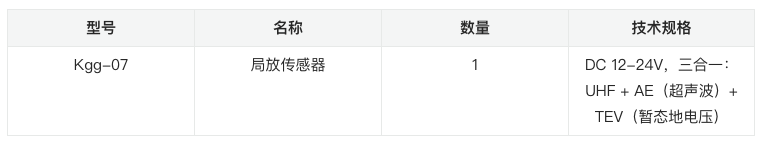 型号 名称 数量 技术规格
Kgg-07 局放传感器 1 DC 12-24V，三合一：
UHF + AE（超声波）+
TEV（暂态地电压）